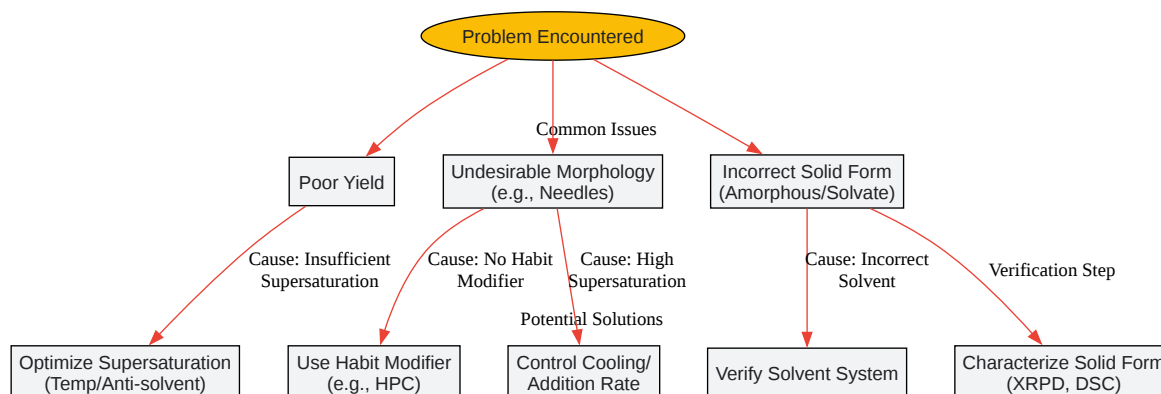 Problem Encountered
Common Issues
Poor Yield
Undesirable Morphology
(e.g., Needles)
Incorrect Solid Form
(Amorphous/Solvate)
Cause: Insufficient
Supersaturation
Cause: No Habit
Modifier
Cause: High
Supersaturation
Cause: Incorrect
Solvent
Verification Step
Potential Solutions
Optimize Supersaturation
(Temp/Anti-solvent)
Use Habit Modifier
(e.g., HPC)
Control Cooling/
Addition Rate
Verify Solvent System
Characterize Solid Form
(XRPD, DSC)